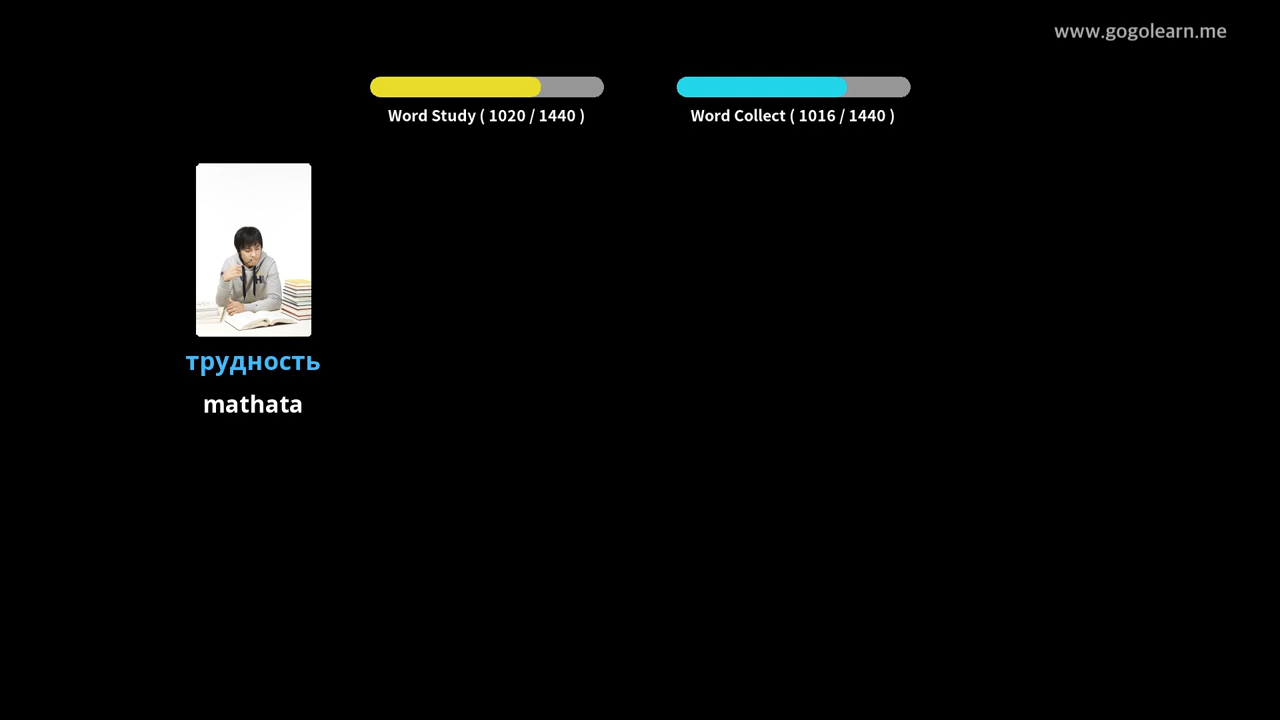 www.gogolearn.me
Word Study ( 1020 / 1440 )
Word Collect ( 1016 / 1440 )
трудность
mathata